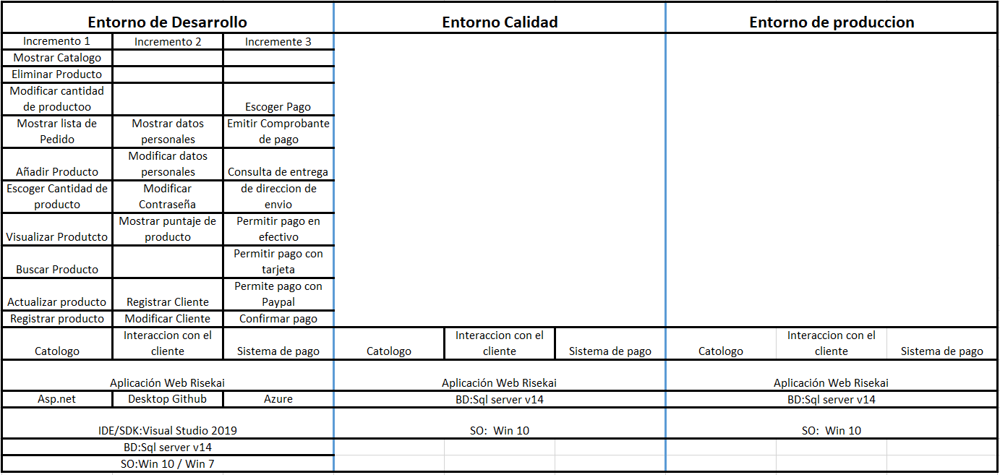 Entorno de Desarrollo
Entorno Calidad
Entorno de produccion
Incremento 1
Incremento 2
Incremente 3
Mostrar Catalogo
Eliminar Producto
Modificar cantidad
de productoo
Escoger Pago
Mostrar lista de
Pedido
Mostrar datos
personales
Emitir Comprobante
de pago
Añadir Producto
Modificar datos
personales
Consulta de entrega
Escoger Cantidad de
producto
Modificar
Contraseña
de direccion de
envio
Visualizar Produtcto
Mostrar puntaje de
producto
Permitir pago en
efectivo
Buscar Producto
Permitir pago con
tarjeta
Actualizar producto
Registrar Cliente
Permite pago con
Paypal
Registrar producto
Modificar Cliente
Confirmar pago
Catologo
Interaccion con el
cliente
Sistema de pago
Catologo
Interaccion con el
cliente
Sistema de pago
Catologo
Interaccion con el
cliente
Sistema de pago
Aplicación Web Risekai
Aplicación Web Risekai
Aplicación Web Risekai
Asp.net
Desktop Github
Azure
BD:Sql server v14
BD:Sql server v14
IDE/SDK:Visual Studio 2019
SO:  Win 10
SO:  Win 10
BD:Sql server v14
SO:Win 10 / Win 7